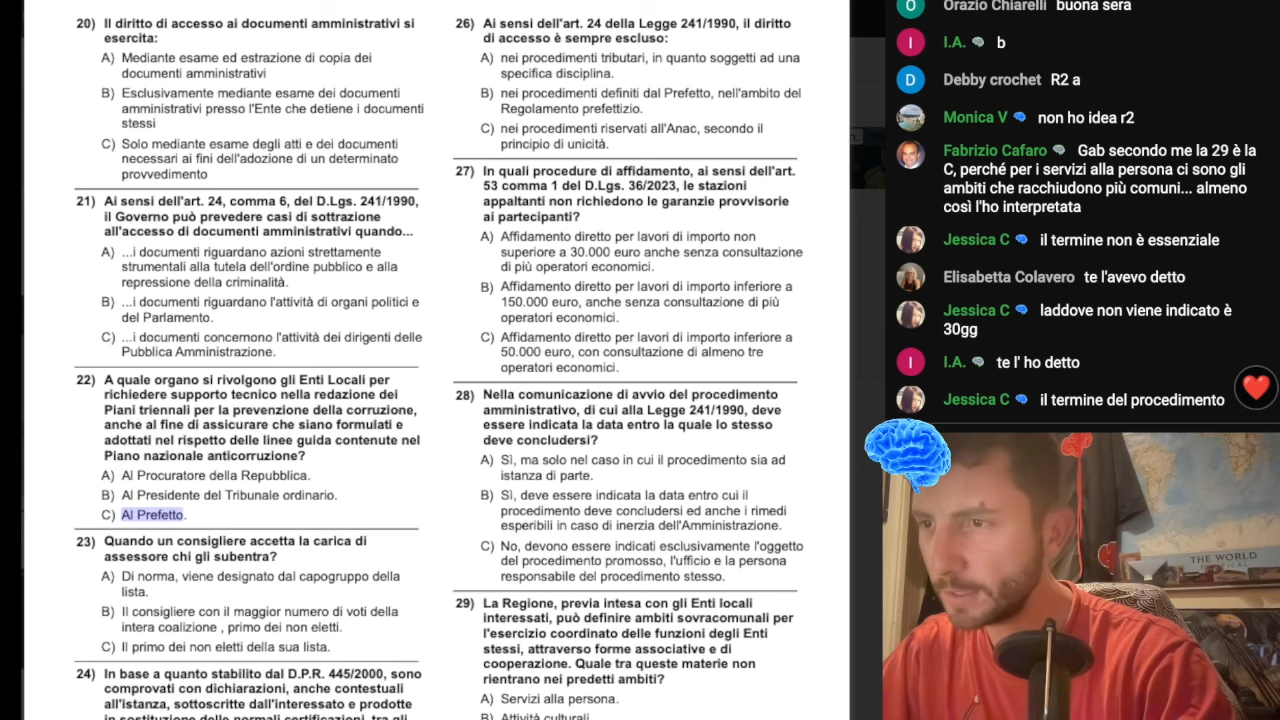 20) Il diritto di accesso ai documenti amministrativi si
esercita:
A) Mediante esame ed estrazione di copia dei
documenti amministrativi
B) Esclusivamente mediante esame dei documenti
amministrativi presso l'Ente che detiene i documenti
stessi
C) Solo mediante esame degli atti e dei documenti
necessari ai fini dell'adozione di un determinato
provvedimento
21) Ai sensi dell'art. 24, comma 6, del D.Lgs. 241/1990,
il Governo può prevedere casi di sottrazione
all'accesso di documenti amministrativi quando...
A) ...i documenti riguardano azioni strettamente
strumentali alla tutela dell'ordine pubblico e alla
repressione della criminalità.
B) ...i documenti riguardano l'attività di organi politici e
del Parlamento.
C) ...i documenti concernono l'attività dei dirigenti delle
Pubblica Amministrazione.
22) A quale organo si rivolgono gli Enti Locali per
richiedere supporto tecnico nella redazione dei
Piani triennali per la prevenzione della corruzione,
anche al fine di assicurare che siano formulati e
adottati nel rispetto delle linee guida contenute nel
Piano nazionale anticorruzione?
A) Al Procuratore della Repubblica.
B) Al Presidente del Tribunale ordinario.
C) Al Prefetto.
23) Quando un consigliere accetta la carica di
assessore chi gli subentra?
A) Di norma, viene designato dal capogruppo della
lista.
B) Il consigliere con il maggior numero di voti della
intera coalizione , primo dei non eletti.
C) Il primo dei non eletti della sua lista.
24) In base a quanto stabilito dal D.P.R. 445/2000, sono
comprovati con dichiarazioni, anche contestuali
all'istanza, sottoscritte dall'interessato e prodotte
in sostituzione delle normali certificazioni, tra gli
26) Ai sensi dell'art. 24 della Legge 241/1990, il diritto
di accesso è sempre escluso:
A) nei procedimenti tributari, in quanto soggetti ad una
specifica disciplina.
B) nei procedimenti definiti dal Prefetto, nell'ambito del
Regolamento prefettizio.
C) nei procedimenti riservati all'Anac, secondo il
principio di unicità.
27) In quali procedure di affidamento, ai sensi dell'art.
53 comma 1 del D.Lgs. 36/2023, le stazioni
appaltanti non richiedono le garanzie provvisorie
ai partecipanti?
A) Affidamento diretto per lavori di importo non
superiore a 30.000 euro anche senza consultazione
di più operatori economici.
B) Affidamento diretto per lavori di importo inferiore a
150.000 euro, anche senza consultazione di più
operatori economici.
C) Affidamento diretto per lavori di importo inferiore a
50.000 euro, con consultazione di almeno tre
operatori economici.
28) Nella comunicazione di avvio del procedimento
amministrativo, di cui alla Legge 241/1990, deve
essere indicata la data entro la quale lo stesso
deve concludersi?
A) Sì, ma solo nel caso in cui il procedimento sia ad
istanza di parte.
B) Sì, deve essere indicata la data entro cui il
procedimento deve concludersi ed anche i rimedi
esperibili in caso di inerzia dell'Amministrazione.
C) No, devono essere indicati esclusivamente l'oggetto
del procedimento promosso, l'ufficio e la persona
responsabile del procedimento stesso.
29) La Regione, previa intesa con gli Enti locali
interessati, può definire ambiti sovracomunali per
l'esercizio coordinato delle funzioni degli Enti
stessi, attraverso forme associative e di
cooperazione. Quale tra queste materie non
rientrano nei predetti ambiti?
A) Servizi alla persona.
B) Attività culturali.
O Orazio Chiarelli buona sera
I I.A. b
D Debby crochet R2 a
Monica V non ho idea r2
Fabrizio Cafaro Gab secondo me la 29 è la
C, perché per i servizi alla persona ci sono gli
ambiti che racchiudono più comuni... almeno
così l'ho interpretata
Jessica C il termine non è essenziale
Elisabetta Colavero te l'avevo detto
Jessica C laddove non viene indicato è
30gg
I I.A. te l' ho detto
Jessica C il termine del procedimento
THE WORLD